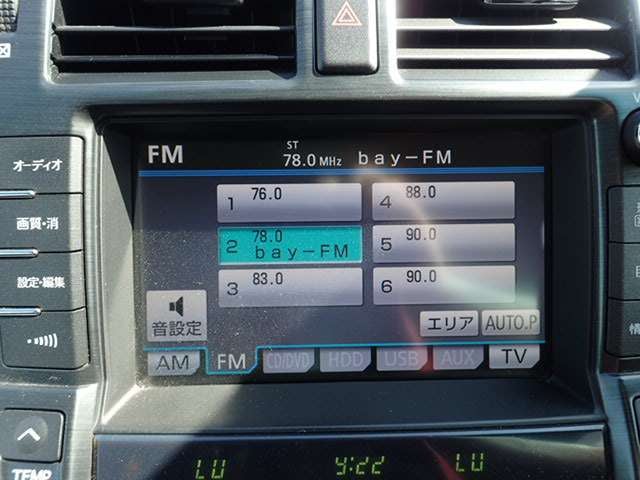 オーディオ
画質・消
設定・編集
FM
ST
78.0 MHz bay-FM
1 76.0
2 78.0 bay-FM
3 83.0
4 88.0
5 90.0
6 90.0
音設定
エリア
AUTO.P
AM
FM
CD/DVD
HDD
USB
AUX
TV
TEMP
LO
9:22
LO